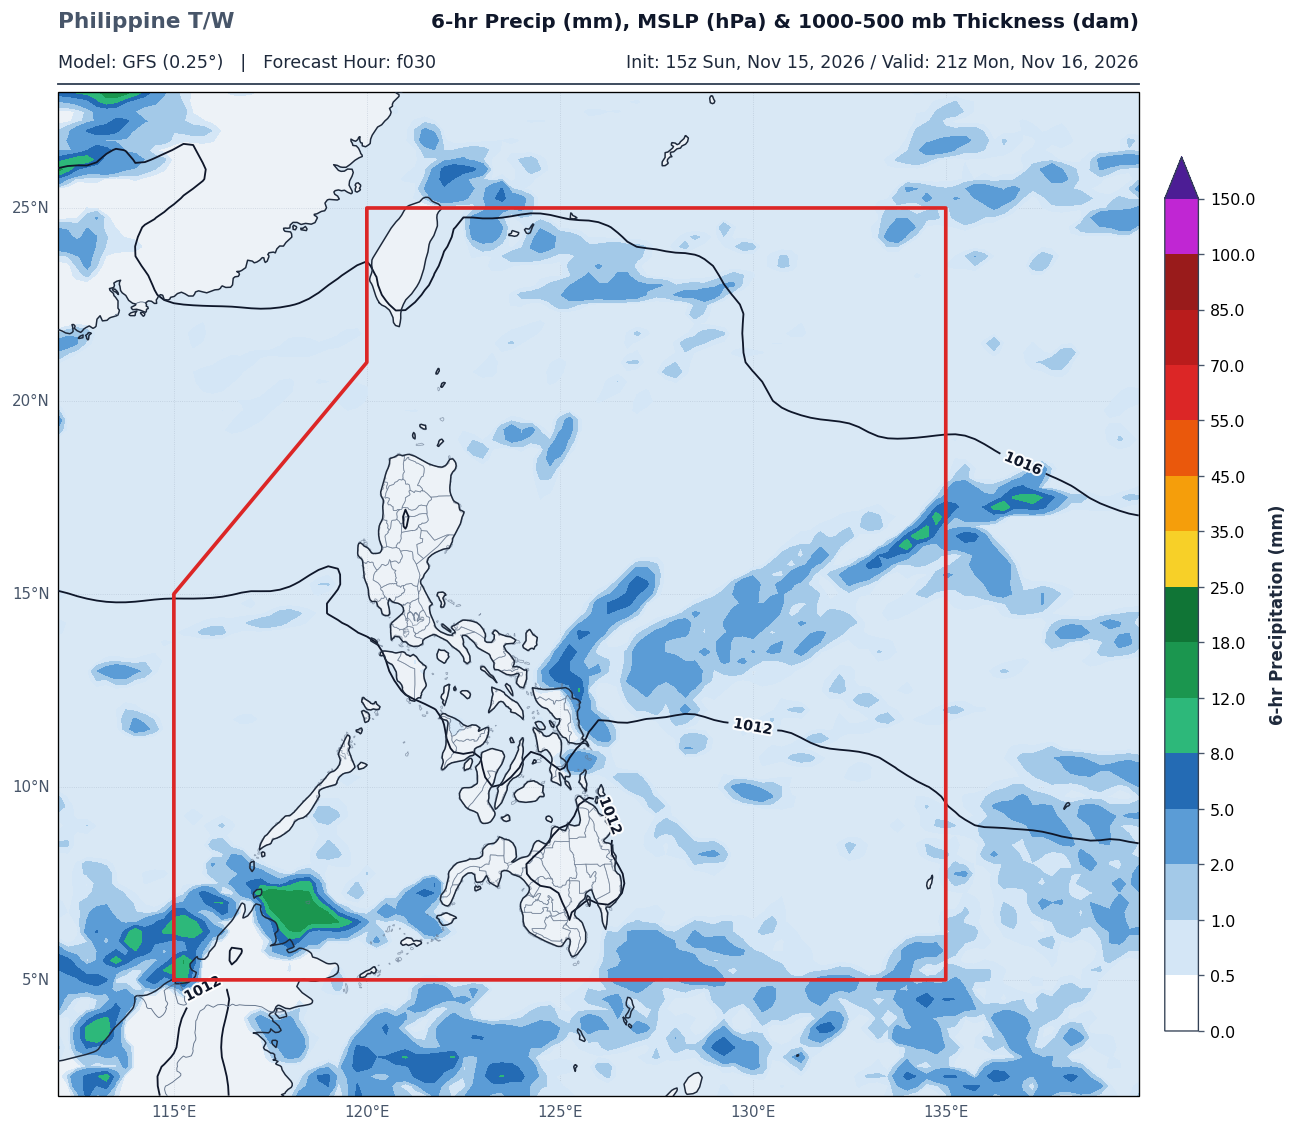 Philippine T/W
6-hr Precip (mm), MSLP (hPa) & 1000-500 mb Thickness (dam)
Model: GFS (0.25°)   |   Forecast Hour: f030
Init: 15z Sun, Nov 15, 2026 / Valid: 21z Mon, Nov 16, 2026
25°N
20°N
15°N
10°N
5°N
115°E
120°E
125°E
130°E
135°E
1016
1012
1012
1012
150.0
100.0
85.0
70.0
55.0
45.0
35.0
25.0
18.0
12.0
8.0
5.0
2.0
1.0
0.5
0.0
6-hr Precipitation (mm)